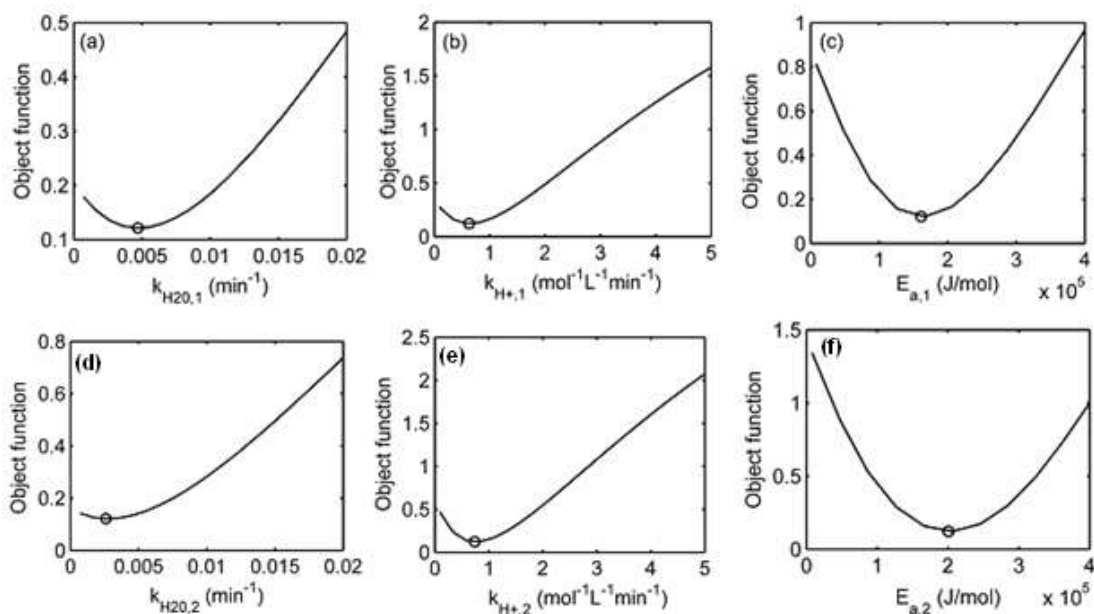 (a)
Object function
0.5
0.4
0.3
0.2
0.1
0 0.005 0.01 0.015 0.02
k_H20,1 (min⁻¹)
(b)
Object function
2
1.5
1
0.5
0
0 1 2 3 4 5
k_H+,1 (mol⁻¹L⁻¹min⁻¹)
(c)
Object function
1
0.8
0.6
0.4
0.2
0
0 1 2 3 4
E_a,1 (J/mol) x 10⁵
(d)
Object function
0.8
0.6
0.4
0.2
0
0 0.005 0.01 0.015 0.02
k_H20,2 (min⁻¹)
(e)
Object function
2.5
2
1.5
1
0.5
0
0 1 2 3 4 5
k_H+,2 (mol⁻¹L⁻¹min⁻¹)
(f)
Object function
1.5
1
0.5
0
0 1 2 3 4
E_a,2 (J/mol) x 10⁵